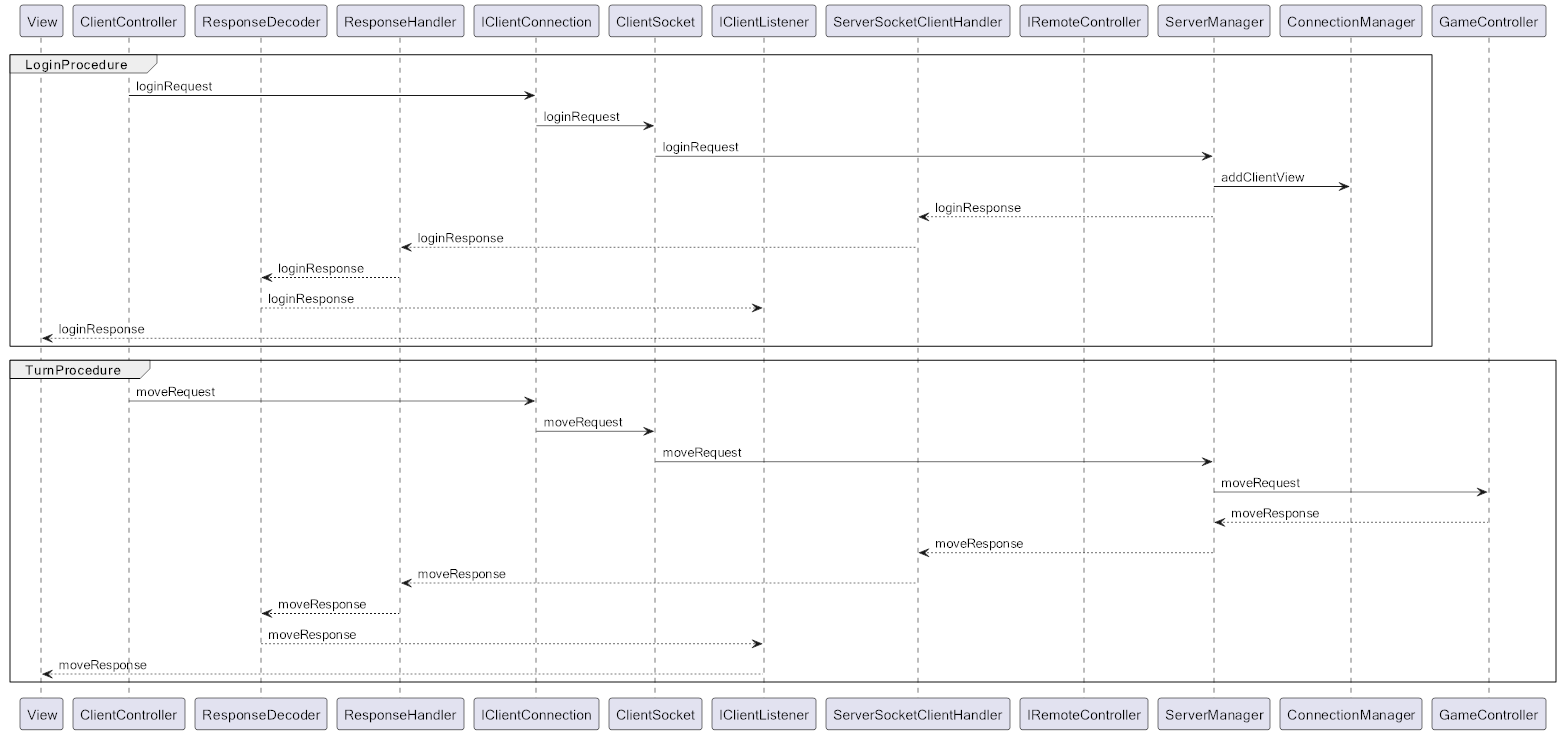 View ClientController ResponseDecoder ResponseHandler IClientConnection ClientSocket IClientListener ServerSocketClientHandler IRemoteController ServerManager ConnectionManager GameController
LoginProcedure
loginRequest
loginRequest
loginRequest
addClientView
loginResponse
loginResponse
loginResponse
loginResponse
loginResponse
TurnProcedure
moveRequest
moveRequest
moveRequest
moveRequest
moveResponse
moveResponse
moveResponse
moveResponse
moveResponse
moveResponse
View ClientController ResponseDecoder ResponseHandler IClientConnection ClientSocket IClientListener ServerSocketClientHandler IRemoteController ServerManager ConnectionManager GameController